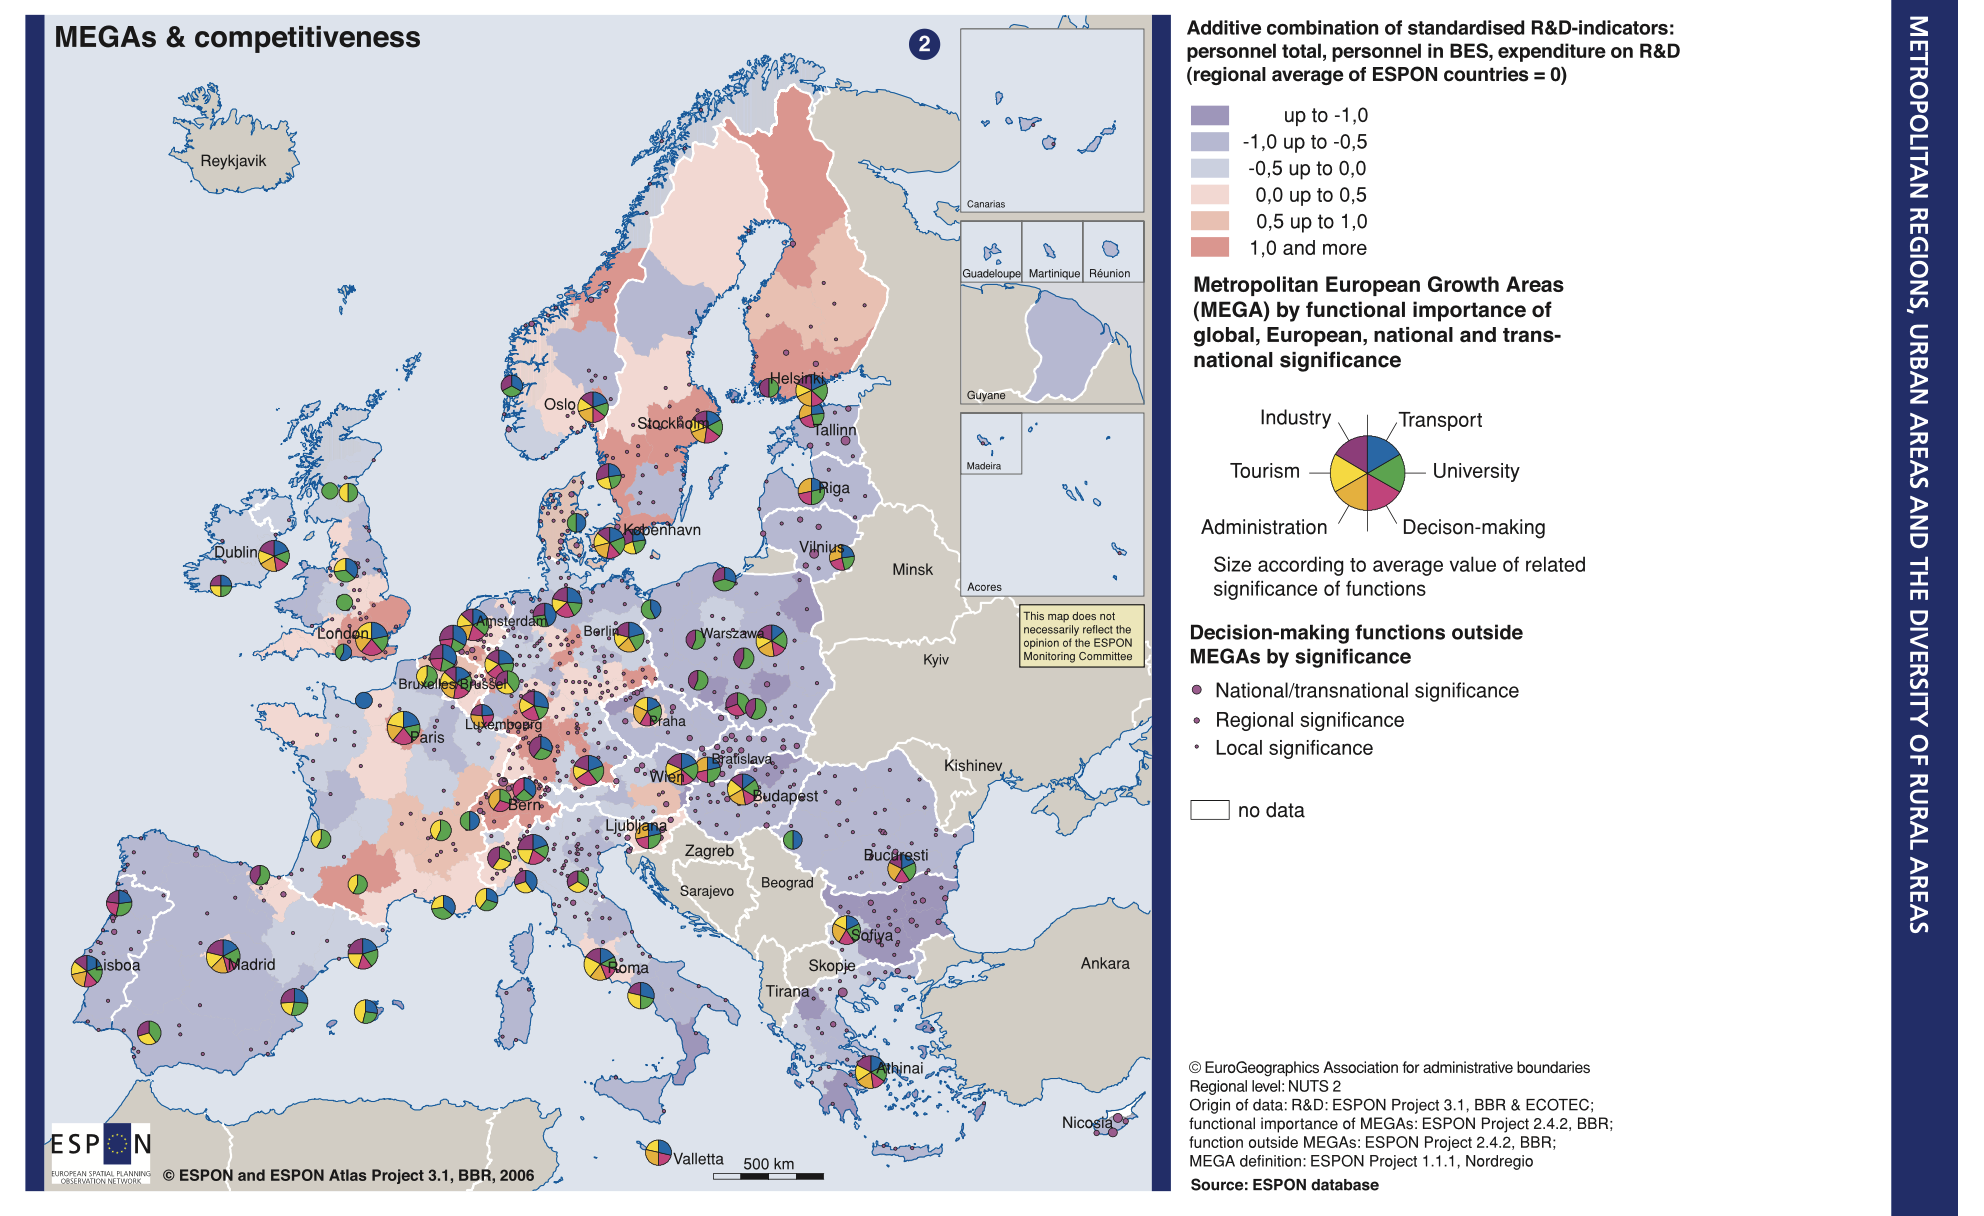 MEGAs & competitiveness
2
Reykjavik
Canarias
Guadeloupe
Martinique
Réunion
Guyane
Madeira
Acores
This map does not
necessarily reflect the
opinion of the ESPON
Monitoring Committee
Helsinki
Oslo
Stockholm
Tallinn
Riga
København
Vilnius
Dublin
Minsk
London
Amsterdam
Berlin
Warszawa
Kyiv
Bruxelles/Brussel
Luxembourg
Praha
Paris
Bratislava
Wien
Kishinev
Budapest
Bern
Ljubljana
Zagreb
Bucuresti
Beograd
Sarajevo
Sofiya
Lisboa
Madrid
Roma
Skopje
Ankara
Tirana
Athinai
Nicosia
Valletta
500 km
ESPON
EUROPEAN SPATIAL PLANNING
OBSERVATION NETWORK
© ESPON and ESPON Atlas Project 3.1, BBR, 2006
Additive combination of standardised R&D-indicators:
personnel total, personnel in BES, expenditure on R&D
(regional average of ESPON countries = 0)
up to -1,0
-1,0 up to -0,5
-0,5 up to 0,0
0,0 up to 0,5
0,5 up to 1,0
1,0 and more
Metropolitan European Growth Areas
(MEGA) by functional importance of
global, European, national and trans-
national significance
Industry
Transport
Tourism
University
Administration
Decison-making
Size according to average value of related
significance of functions
Decision-making functions outside
MEGAs by significance
National/transnational significance
Regional significance
Local significance
no data
© EuroGeographics Association for administrative boundaries
Regional level: NUTS 2
Origin of data: R&D: ESPON Project 3.1, BBR & ECOTEC;
functional importance of MEGAs: ESPON Project 2.4.2, BBR;
function outside MEGAs: ESPON Project 2.4.2, BBR;
MEGA definition: ESPON Project 1.1.1, Nordregio
Source: ESPON database
METROPOLITAN REGIONS, URBAN AREAS AND THE DIVERSITY OF RURAL AREAS